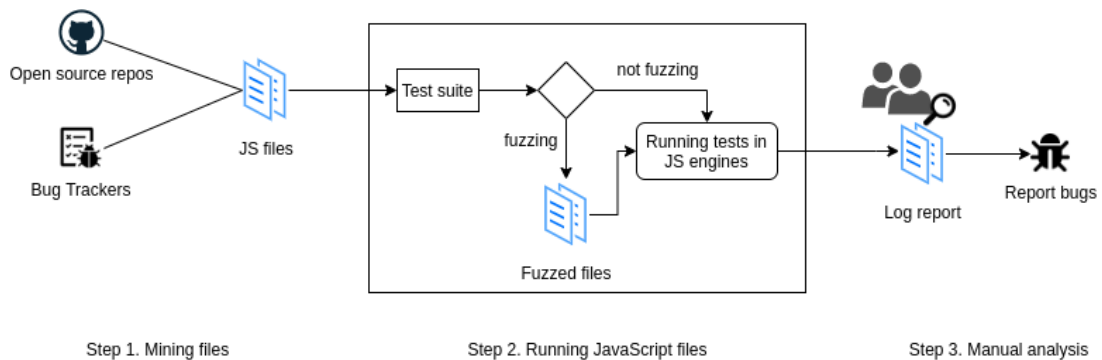 Open source repos
Bug Trackers
JS files
Test suite
not fuzzing
fuzzing
Running tests in
JS engines
Fuzzed files
Log report
Report bugs
Step 1. Mining files
Step 2. Running JavaScript files
Step 3. Manual analysis